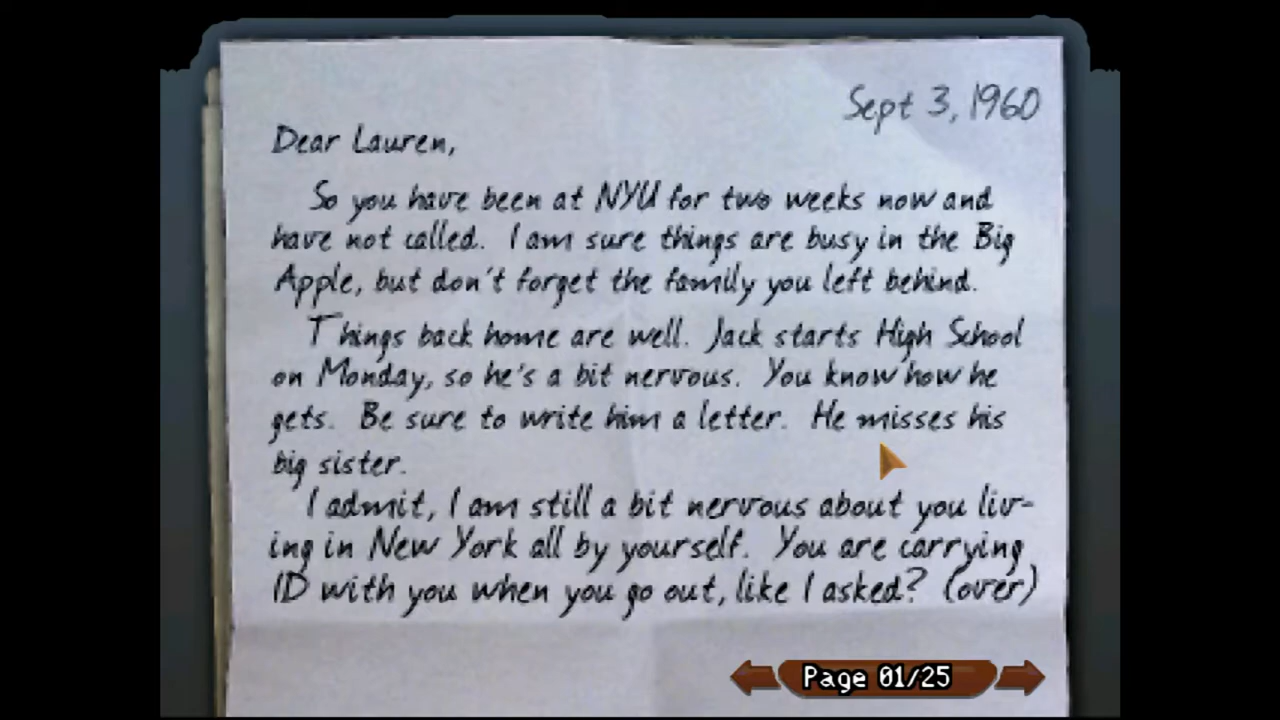 Sept 3, 1960
Dear Lauren,
So you have been at NYU for two weeks now and
have not called. I am sure things are busy in the Big
Apple, but don't forget the family you left behind.
Things back home are well. Jack starts High School
on Monday, so he's a bit nervous. You know how he
gets. Be sure to write him a letter. He misses his
big sister.
I admit, I am still a bit nervous about you liv-
ing in New York all by yourself. You are carrying
ID with you when you go out, like I asked? (over)
Page 01/25